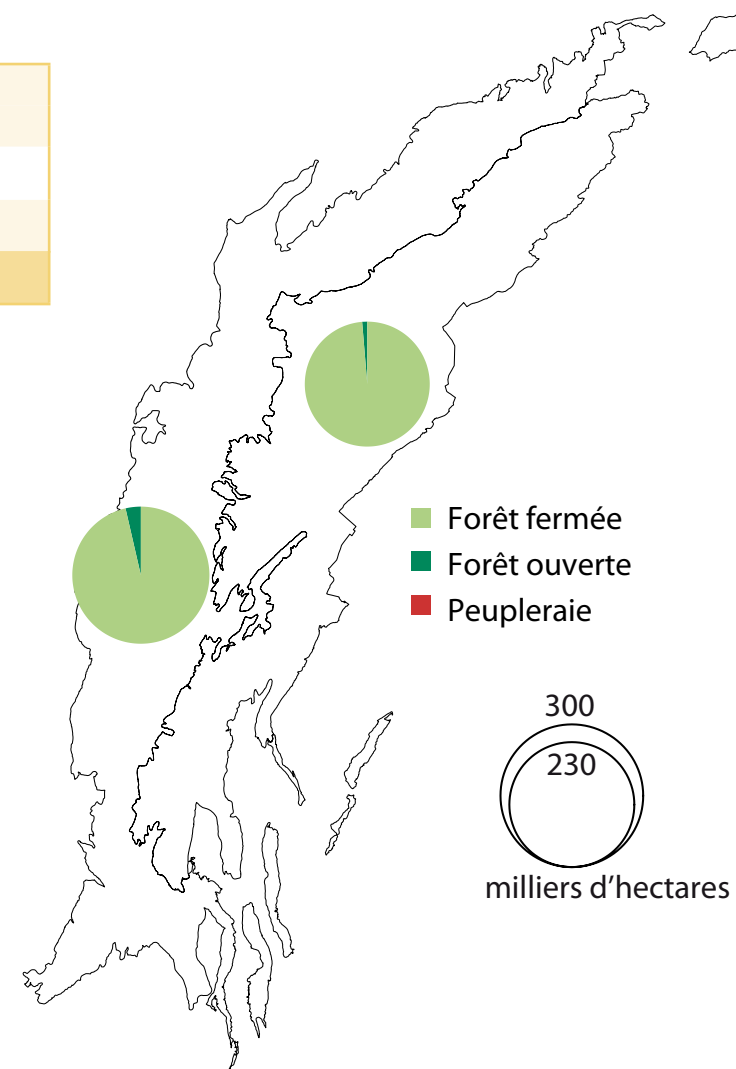 Forêt fermée
Forêt ouverte
Peupleraie
300
230
milliers d’hectares